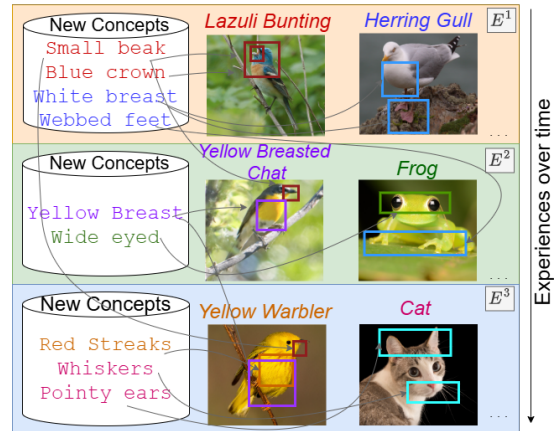 New Concepts
Small beak
Blue crown
White breast
Webbed feet
Lazuli Bunting
Herring Gull
E¹
. . .
New Concepts
Yellow Breast
Wide eyed
Yellow Breasted
Chat
Frog
E²
. . .
New Concepts
Red Streaks
Whiskers
Pointy ears
Yellow Warbler
Cat
E³
. . .
Experiences over time